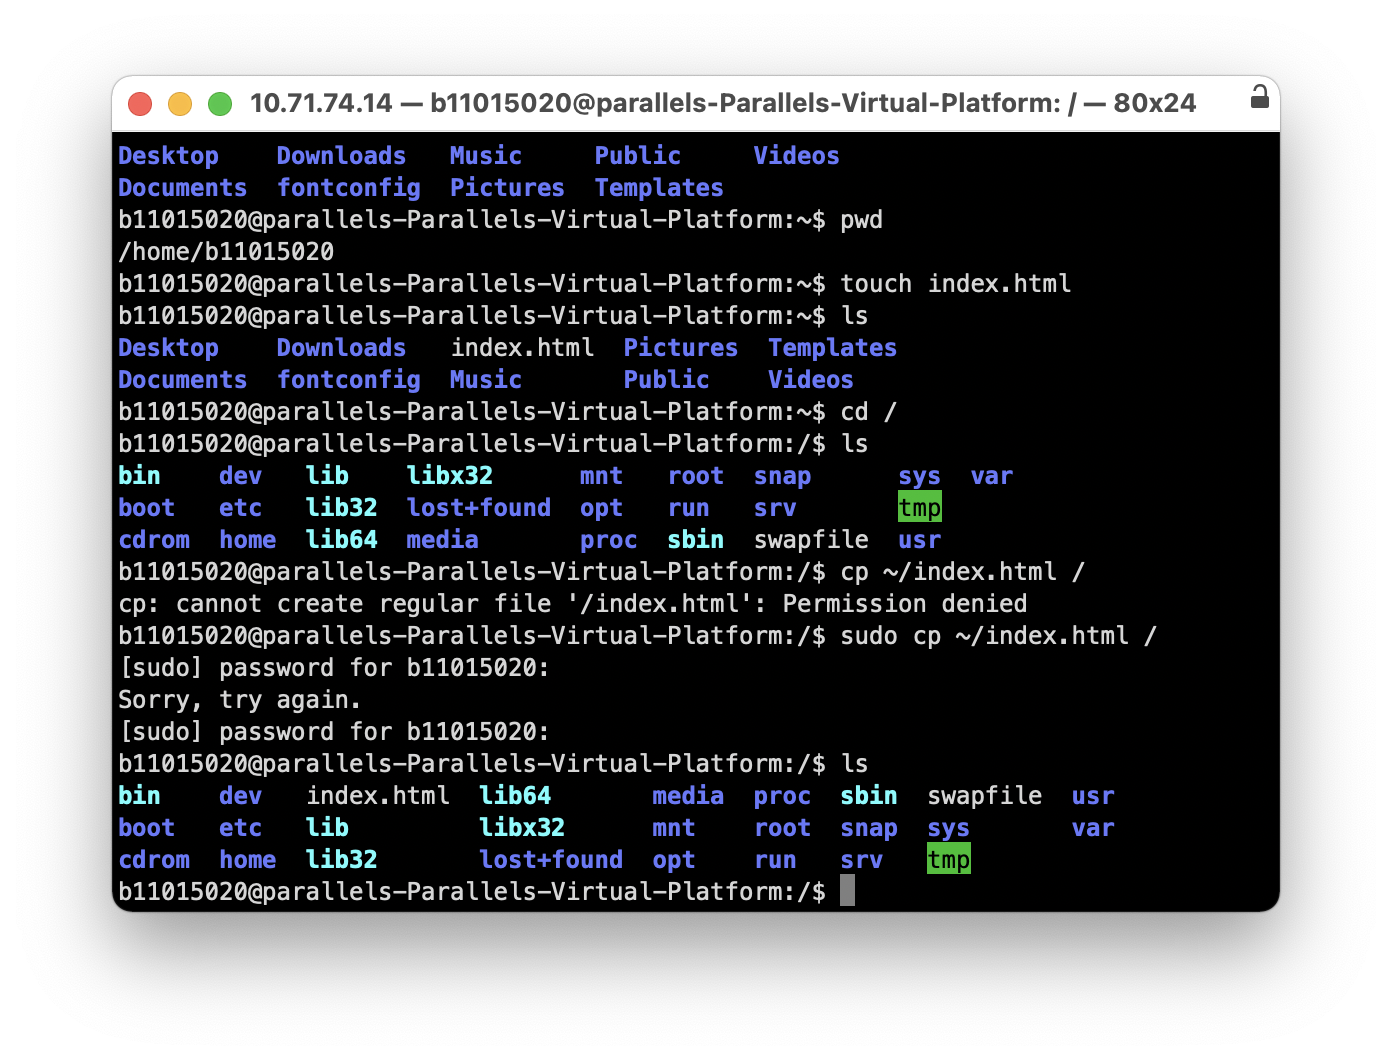 10.71.74.14 — b11015020@parallels-Parallels-Virtual-Platform: / — 80x24
Desktop    Downloads   Music     Public     Videos
Documents  fontconfig  Pictures  Templates
b11015020@parallels-Parallels-Virtual-Platform:~$ pwd
/home/b11015020
b11015020@parallels-Parallels-Virtual-Platform:~$ touch index.html
b11015020@parallels-Parallels-Virtual-Platform:~$ ls
Desktop    Downloads   index.html  Pictures  Templates
Documents  fontconfig  Music       Public    Videos
b11015020@parallels-Parallels-Virtual-Platform:~$ cd /
b11015020@parallels-Parallels-Virtual-Platform:/$ ls
bin    dev   lib    libx32      mnt   root  snap      sys  var
boot   etc   lib32  lost+found  opt   run   srv       tmp
cdrom  home  lib64  media       proc  sbin  swapfile  usr
b11015020@parallels-Parallels-Virtual-Platform:/$ cp ~/index.html /
cp: cannot create regular file '/index.html': Permission denied
b11015020@parallels-Parallels-Virtual-Platform:/$ sudo cp ~/index.html /
[sudo] password for b11015020:
Sorry, try again.
[sudo] password for b11015020:
b11015020@parallels-Parallels-Virtual-Platform:/$ ls
bin    dev   index.html  lib64       media  proc  sbin  swapfile  usr
boot   etc   lib         libx32      mnt    root  snap  sys       var
cdrom  home  lib32       lost+found  opt    run   srv   tmp
b11015020@parallels-Parallels-Virtual-Platform:/$